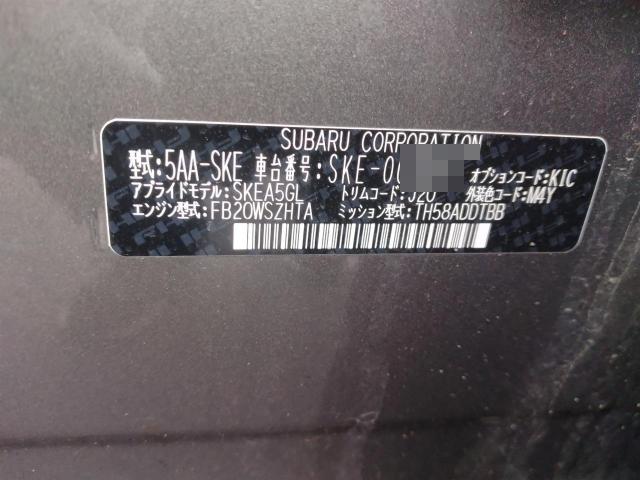 SUBARU CORPORATION
型式:5AA-SKE 車台番号:SKE-0 オプションコード:KIC
アプライドモデル:SKEA5GL トリムコード:J20 外装色コード:M4Y
エンジン型式:FB20WSZHTA ミッション型式:TH58ADDTBB